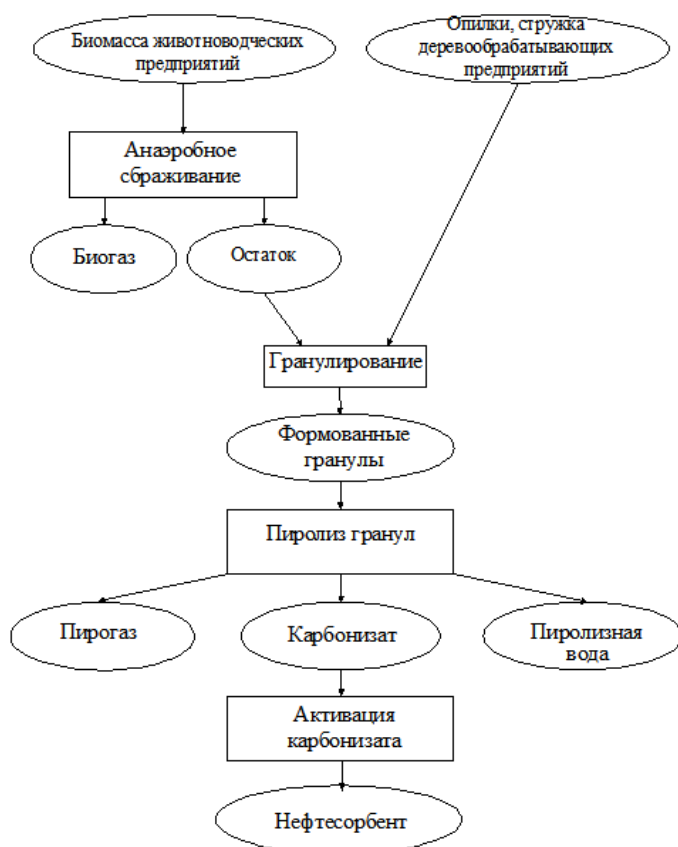 Биомасса животноводческих
предприятий
Опилки, стружка
деревообрабатывающих
предприятий
Анаэробное
сбраживание
Биогаз
Остаток
Гранулирование
Формованные
гранулы
Пиролиз гранул
Пирогаз
Карбонизат
Пиролизная
вода
Активация
карбонизата
Нефтесорбент